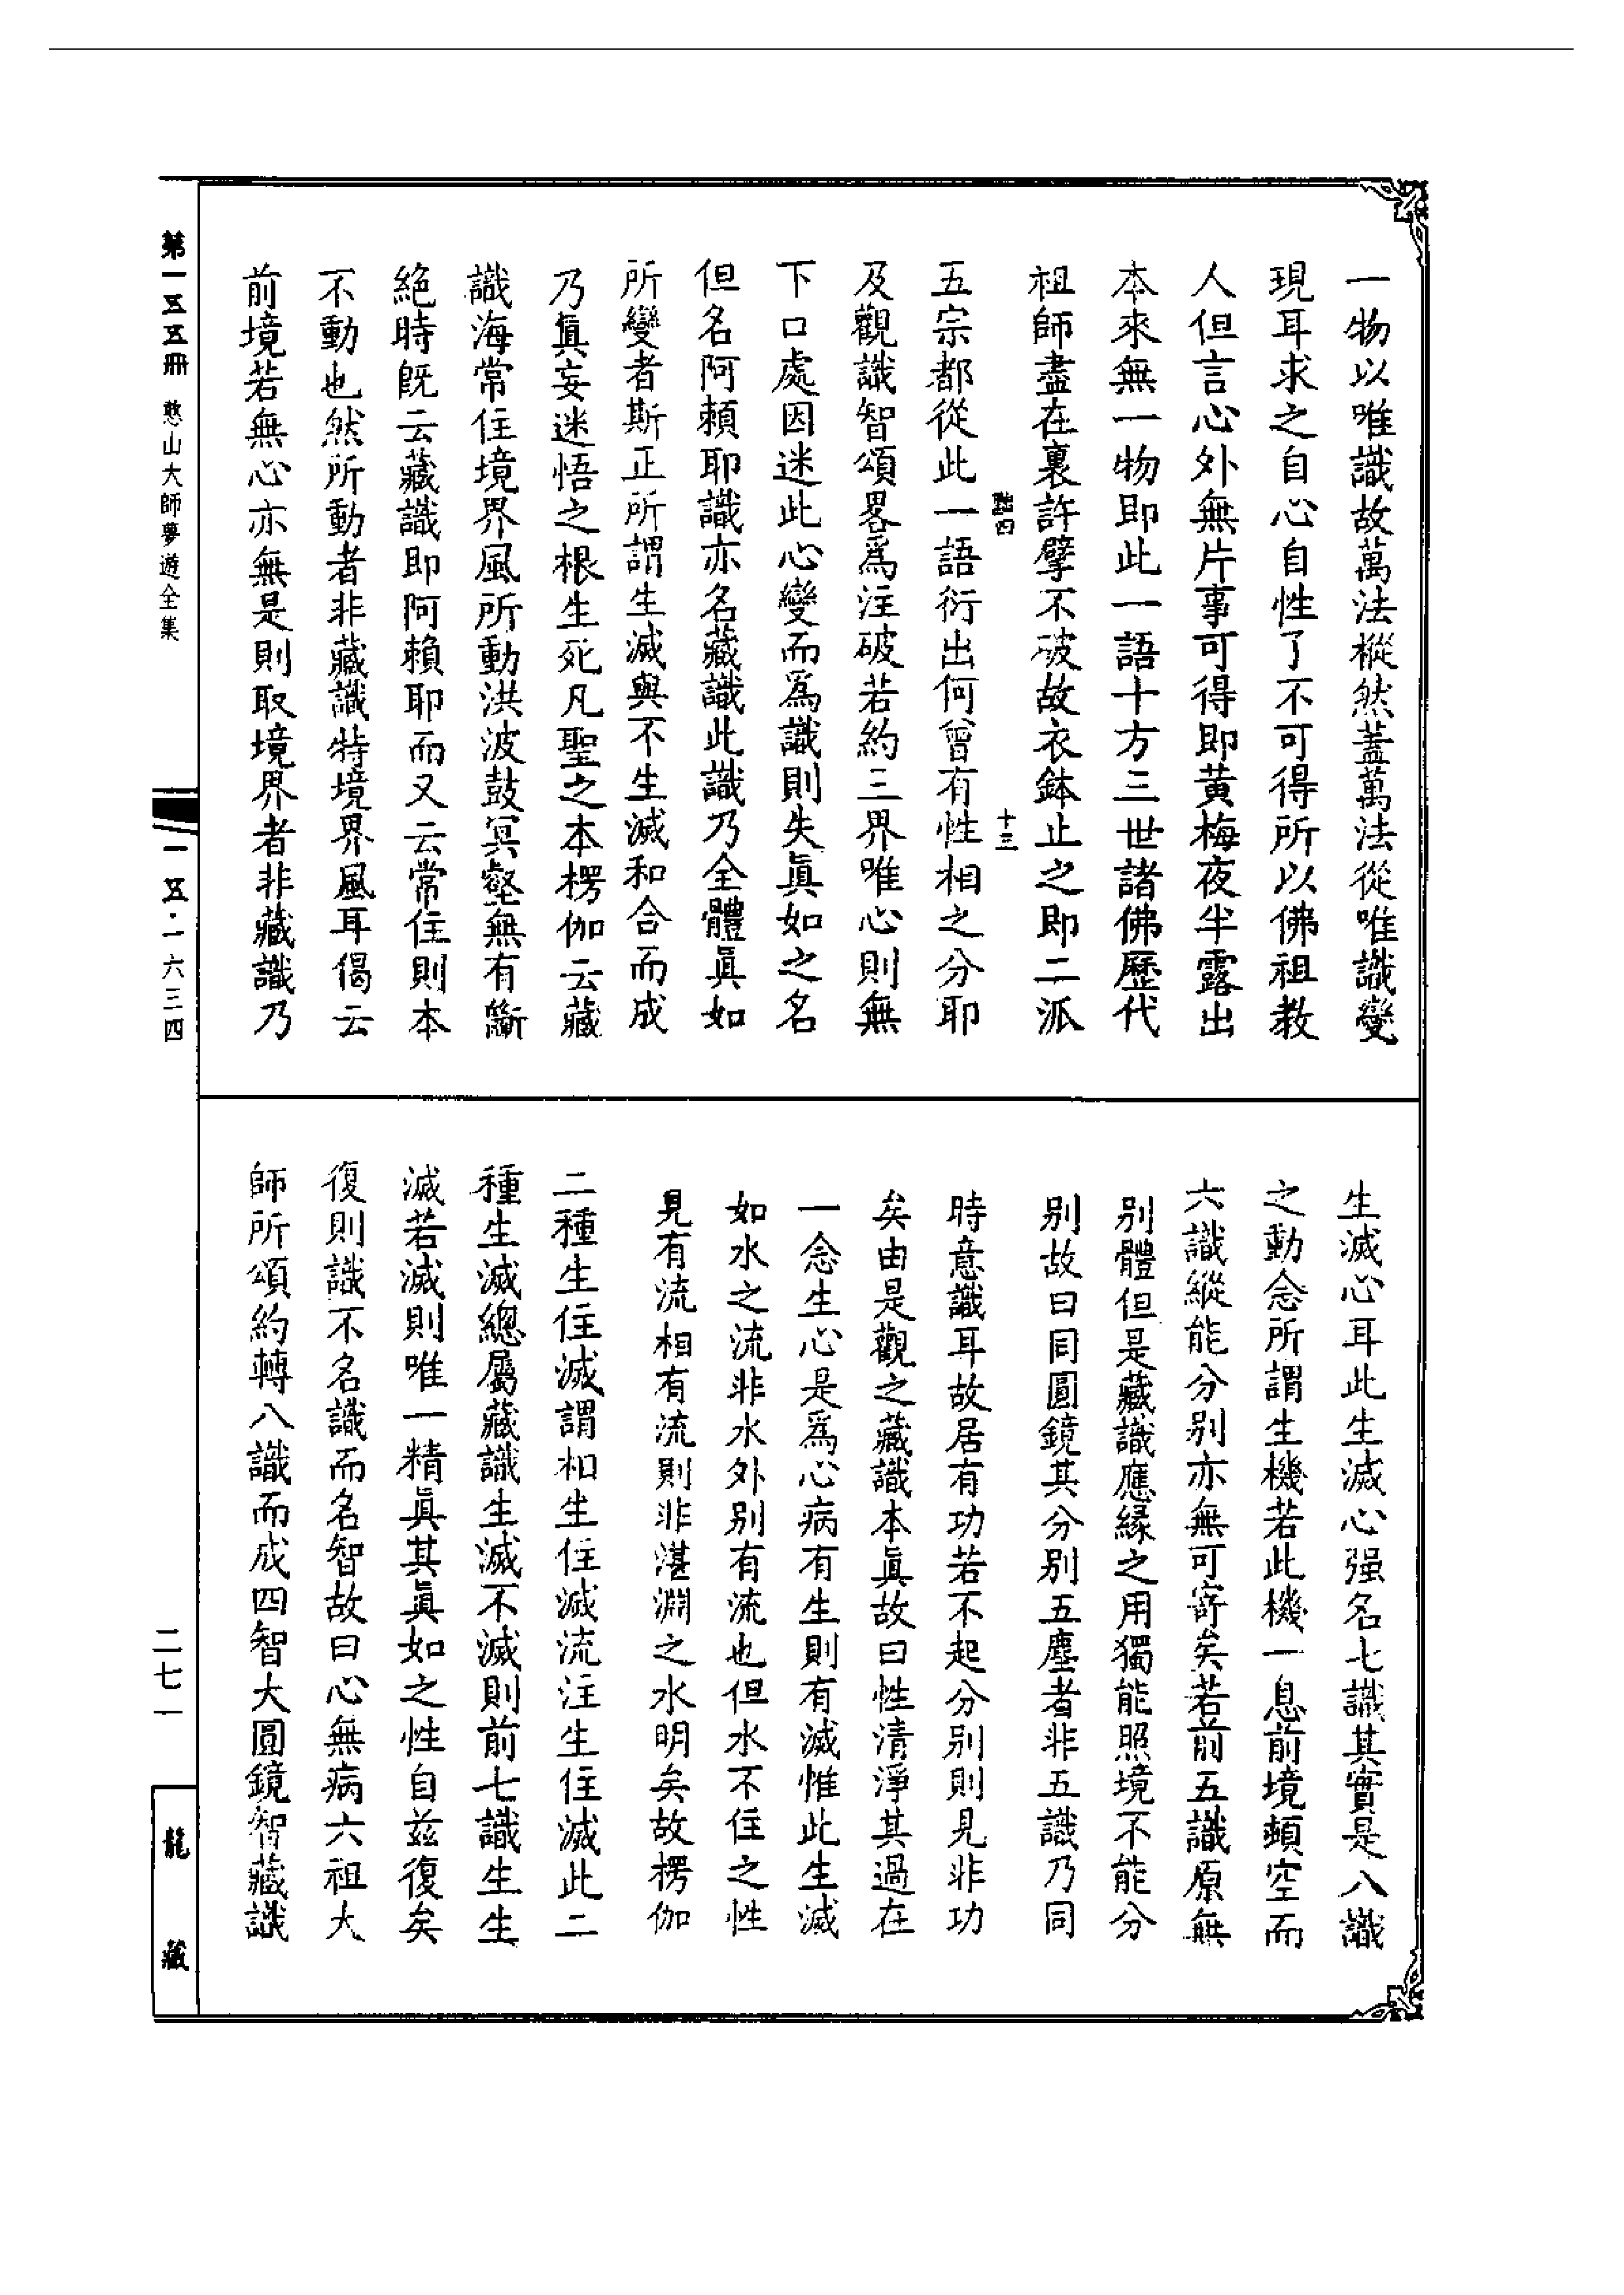 一物以唯識故萬法樅然蓋萬法從唯識變
現耳求之自心自性了不可得所以佛祖教
人但言心外無片事可得即黃梅夜半露出
本來無一物即此一語十方三世諸佛歷代
祖師盡在裏許擘不破故衣鉢止之即二派
十三
五宗都從此一語衍出何曾有性相之分耶
及觀識智頌畧爲注破若約三界唯心則無
下口處因迷此心變而爲識則失眞如之名
但名阿賴耶識亦名藏識此識乃全體眞如
所變者斯正所謂生滅與不生滅和合而成
乃眞妄迷悟之根生死凡聖之本楞伽云藏
識海常住境界風所動洪波鼓冥壑無有斷
絶時旣云藏識即阿賴耶而又云常住則本
不動也然所動者非藏識特境界風耳偈云
前境若無心亦無是則取境界者非藏識乃
生滅心耳此生滅心强名七識其實是八識
之動念所謂生機若此機一息前境頓空而
六識縱能分别亦無可寄矣若前五識原無
别體但是藏識應緣之用獨能照境不能分
别故曰同圓鏡其分别五塵者非五識乃同
時意識耳故居有功若不起分别則見非功
矣由是觀之藏識本眞故曰性清淨其過在
一念生心是爲心病有生則有滅惟此生滅
如水之流非水外别有流也但水不住之性
見有流相有流則非湛淵之水明矣故楞伽
二種生住滅謂相生住滅流注生住滅此二
種生滅總屬藏識生滅不滅則前七識生生
滅若滅則唯一精眞其眞如之性自兹復矣
復則識不名識而名智故曰心無病六祖大
師所頌約轉八識而成四智大圓鏡智藏識
第一五五冊 憨山大師夢遊全集
一五·一六三四
二七一
龍藏